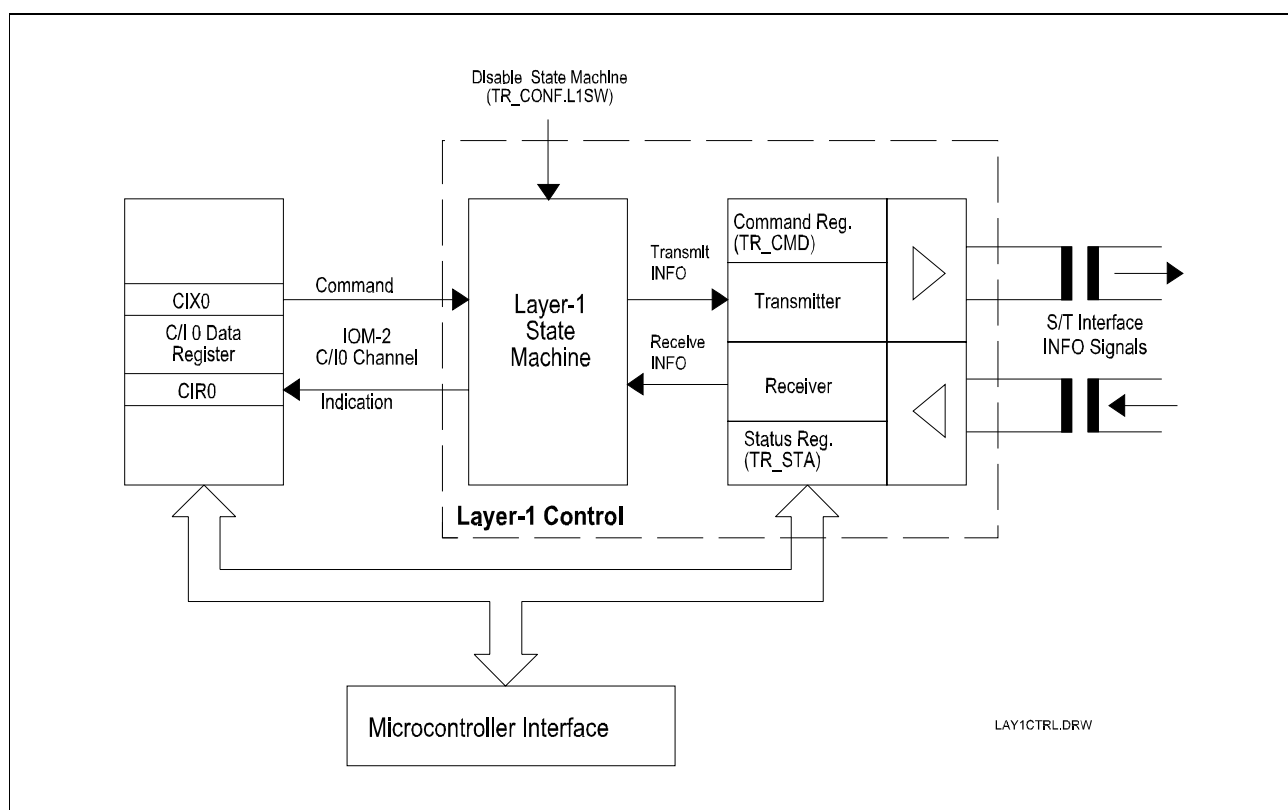 Disable State Machine
(TR_CONF.L1SW)
CIX0
C/I 0 Data
Register
CIR0
Command
IOM-2
C/I0 Channel
Indication
Layer-1
State
Machine
Transmit
INFO
Receive
INFO
Command Reg.
(TR_CMD)
Transmitter
Receiver
Status Reg.
(TR_STA)
S/T Interface
INFO Signals
Layer-1 Control
Microcontroller Interface
LAY1CTRL.DRW